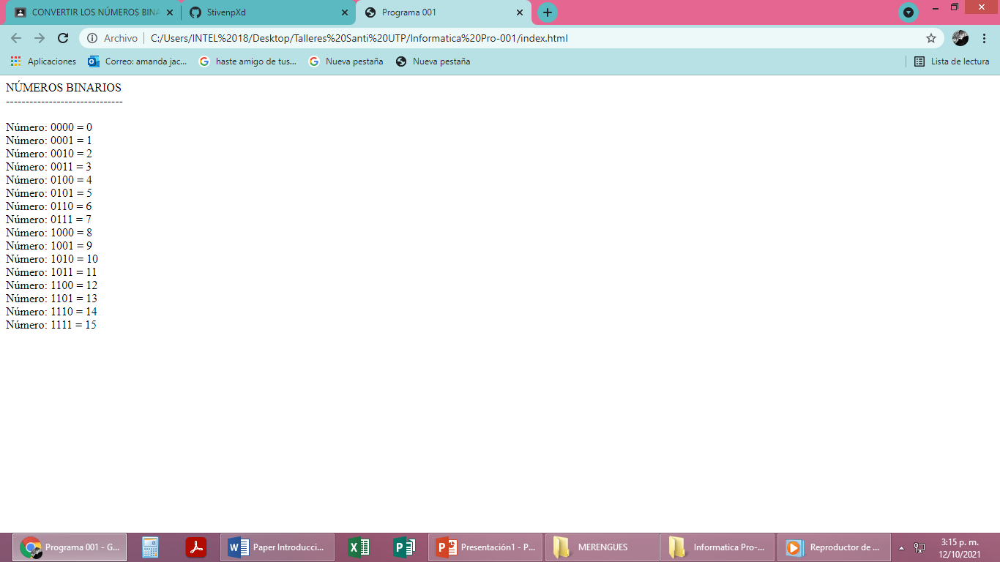 CONVERTIR LOS NÚMEROS BINA
StivenpXd
Programa 001
Archivo
C:/Users/INTEL%2018/Desktop/Talleres%20Santi%20UTP/Informatica%20Pro-001/index.html
Aplicaciones
Correo: amanda jac...
haste amigo de tus...
Nueva pestaña
Nueva pestaña
Lista de lectura
NÚMEROS BINARIOS
------------------------------
Número: 0000 = 0
Número: 0001 = 1
Número: 0010 = 2
Número: 0011 = 3
Número: 0100 = 4
Número: 0101 = 5
Número: 0110 = 6
Número: 0111 = 7
Número: 1000 = 8
Número: 1001 = 9
Número: 1010 = 10
Número: 1011 = 11
Número: 1100 = 12
Número: 1101 = 13
Número: 1110 = 14
Número: 1111 = 15
Programa 001 - G...
Paper Introducci...
Presentación1 - P...
MERENGUES
Informatica Pro-...
Reproductor de ...
3:15 p. m.
12/10/2021